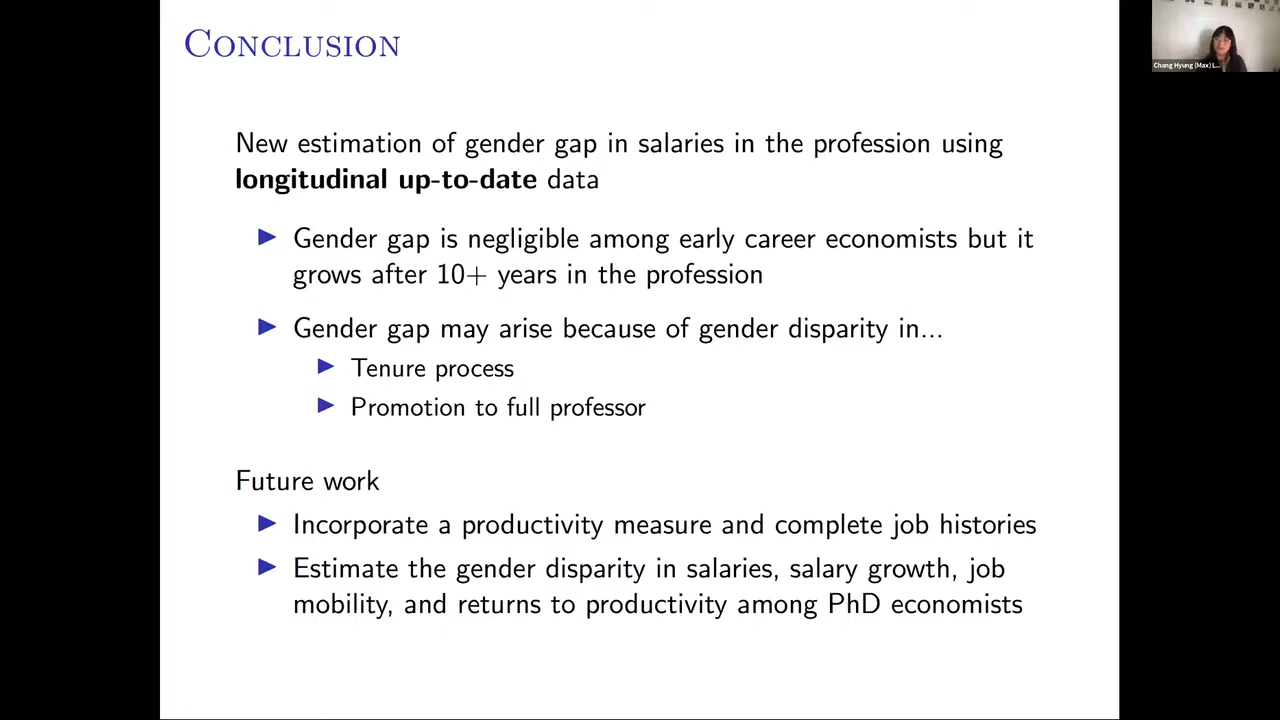 CONCLUSION
Chang Hyung (Max) L...
New estimation of gender gap in salaries in the profession using
longitudinal up-to-date data
▶ Gender gap is negligible among early career economists but it
grows after 10+ years in the profession
▶ Gender gap may arise because of gender disparity in...
▶ Tenure process
▶ Promotion to full professor
Future work
▶ Incorporate a productivity measure and complete job histories
▶ Estimate the gender disparity in salaries, salary growth, job
mobility, and returns to productivity among PhD economists